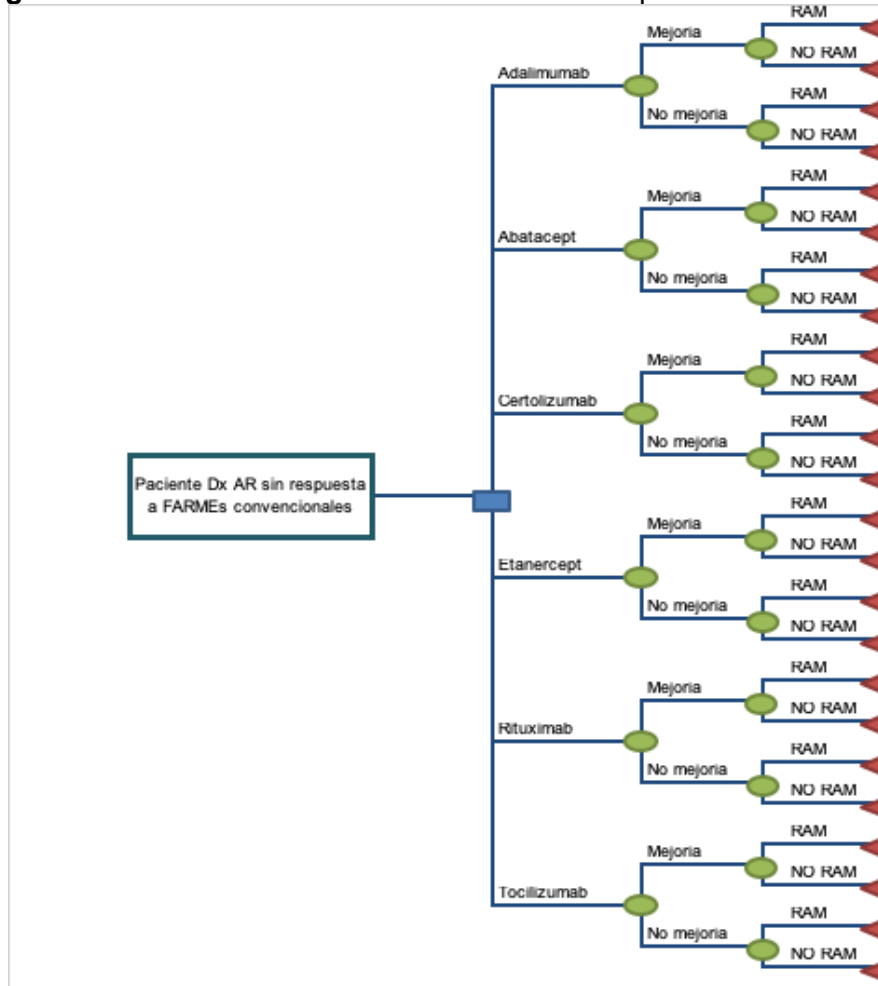 RAM
Mejoria
NO RAM
Adalimumab
RAM
No mejoria
NO RAM
RAM
Mejoria
NO RAM
Abatacept
RAM
No mejoria
NO RAM
RAM
Mejoria
NO RAM
Certolizumab
RAM
No mejoria
NO RAM
Paciente Dx AR sin respuesta
a FARMEs convencionales
RAM
Mejoria
NO RAM
Etanercept
RAM
No mejoria
NO RAM
RAM
Mejoria
NO RAM
Rituximab
RAM
No mejoria
NO RAM
RAM
Mejoria
NO RAM
Tocilizumab
RAM
No mejoria
NO RAM